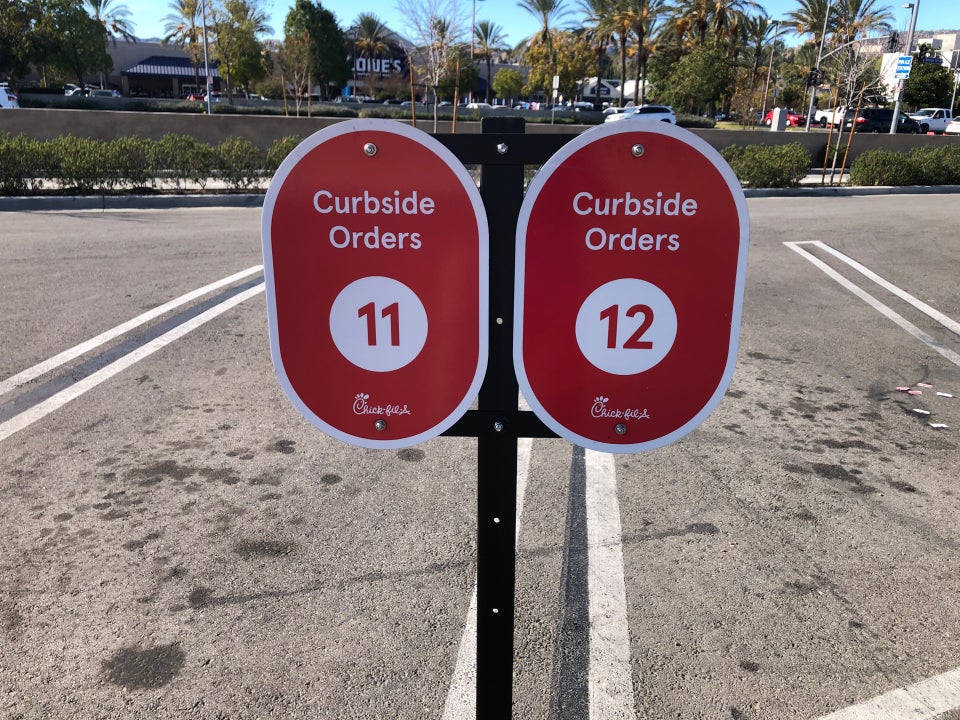 Curbside
Orders
11
Chick-fil-A
Curbside
Orders
12
Chick-fil-A